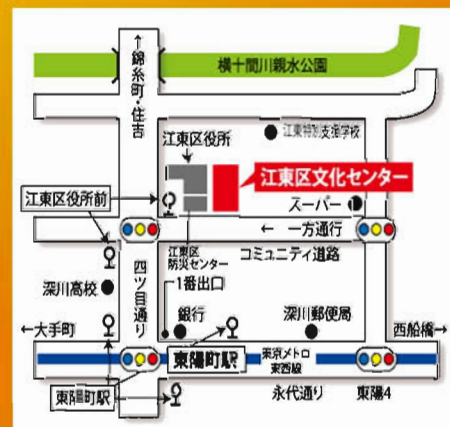 ↑錦糸町・住吉
横十間川親水公園
江東区役所
江東特別支援学校
江東区文化センター
江東区役所前
スーパー
← 一方通行
江東区
防災センター
コミュニティ道路
四ツ目通り
1番出口
深川高校
銀行
深川郵便局
←大手町
西船橋→
東陽町駅
東京メトロ
東西線
東陽町駅
永代通り
東陽4